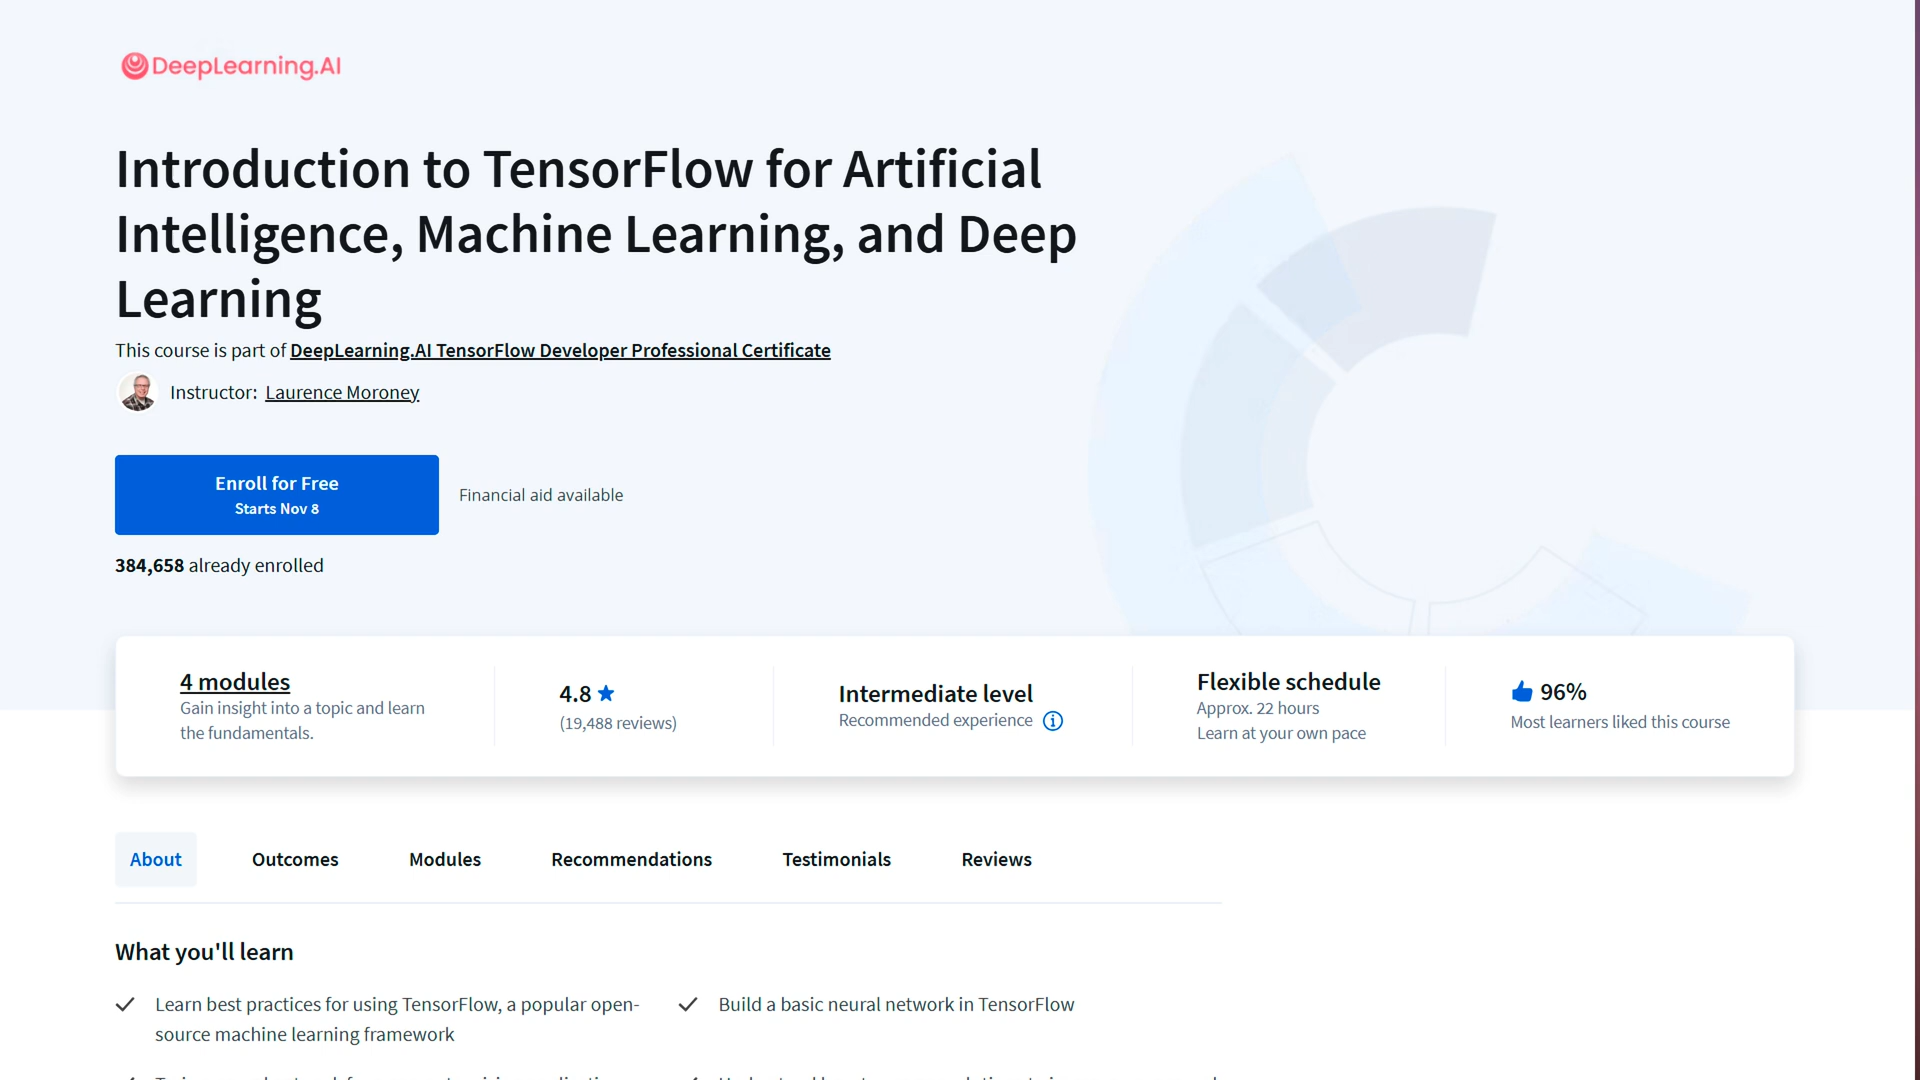 DeepLearning.AI
Introduction to TensorFlow for Artificial
Intelligence, Machine Learning, and Deep
Learning
This course is part of DeepLearning.AI TensorFlow Developer Professional Certificate
Instructor: Laurence Moroney
Enroll for Free
Starts Nov 8
Financial aid available
384,658 already enrolled
4 modules
Gain insight into a topic and learn
the fundamentals.
4.8
(19,488 reviews)
Intermediate level
Recommended experience
Flexible schedule
Approx. 22 hours
Learn at your own pace
96%
Most learners liked this course
About
Outcomes
Modules
Recommendations
Testimonials
Reviews
What you'll learn
Learn best practices for using TensorFlow, a popular open-
source machine learning framework
Build a basic neural network in TensorFlow